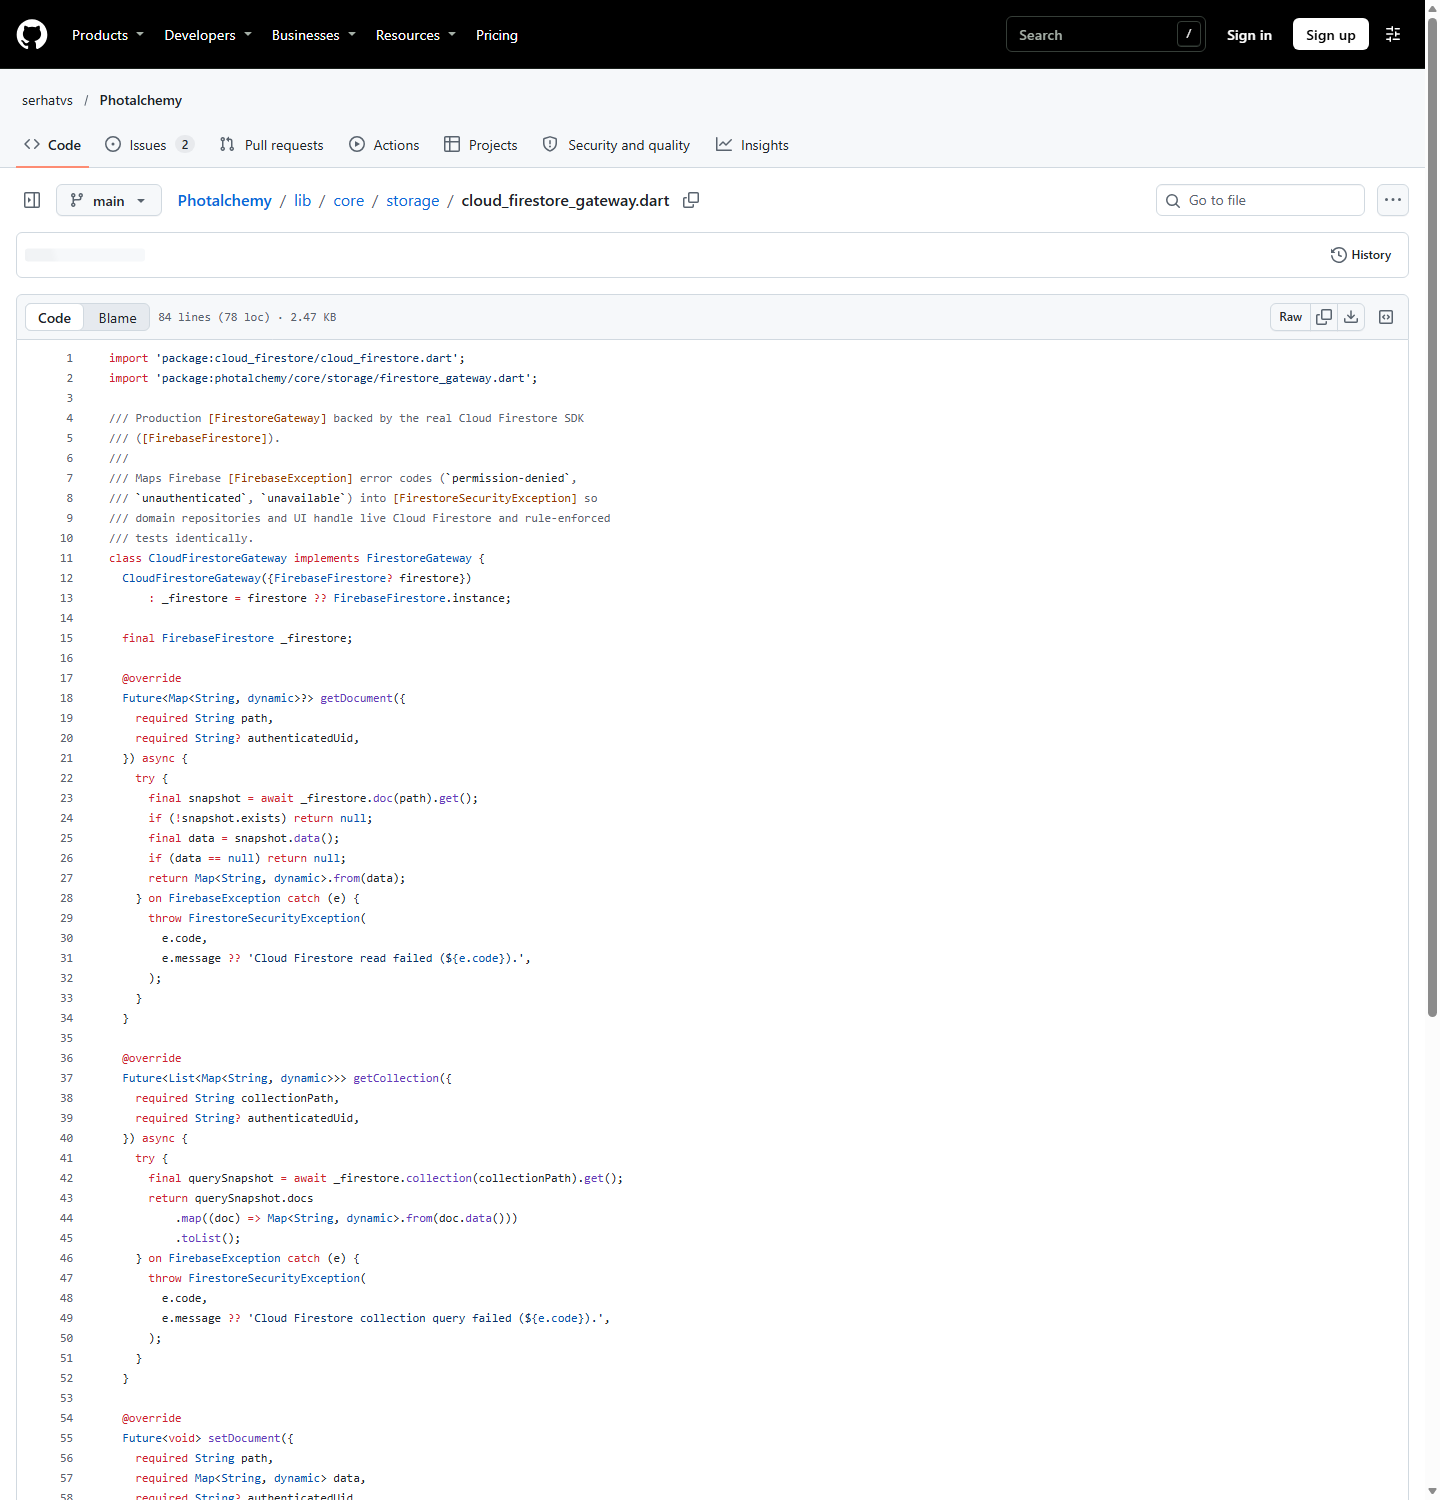 Products Developers Businesses Resources Pricing Search / Sign in Sign up
serhatvs / Photalchemy
Code Issues 2 Pull requests Actions Projects Security and quality Insights
main Photalchemy / lib / core / storage / cloud_firestore_gateway.dart Go to file
History
Code Blame 84 lines (78 loc) · 2.47 KB Raw
1 import 'package:cloud_firestore/cloud_firestore.dart';
2 import 'package:photalchemy/core/storage/firestore_gateway.dart';
3
4 /// Production [FirestoreGateway] backed by the real Cloud Firestore SDK
5 /// ([FirebaseFirestore]).
6 ///
7 /// Maps Firebase [FirebaseException] error codes (`permission-denied`,
8 /// `unauthenticated`, `unavailable`) into [FirestoreSecurityException] so
9 /// domain repositories and UI handle live Cloud Firestore and rule-enforced
10 /// tests identically.
11 class CloudFirestoreGateway implements FirestoreGateway {
12 CloudFirestoreGateway({FirebaseFirestore? firestore})
13 : _firestore = firestore ?? FirebaseFirestore.instance;
14
15 final FirebaseFirestore _firestore;
16
17 @override
18 Future<Map<String, dynamic>?> getDocument({
19 required String path,
20 required String? authenticatedUid,
21 }) async {
22 try {
23 final snapshot = await _firestore.doc(path).get();
24 if (!snapshot.exists) return null;
25 final data = snapshot.data();
26 if (data == null) return null;
27 return Map<String, dynamic>.from(data);
28 } on FirebaseException catch (e) {
29 throw FirestoreSecurityException(
30 e.code,
31 e.message ?? 'Cloud Firestore read failed (${e.code}).',
32 );
33 }
34 }
35
36 @override
37 Future<List<Map<String, dynamic>>> getCollection({
38 required String collectionPath,
39 required String? authenticatedUid,
40 }) async {
41 try {
42 final querySnapshot = await _firestore.collection(collectionPath).get();
43 return querySnapshot.docs
44 .map((doc) => Map<String, dynamic>.from(doc.data()))
45 .toList();
46 } on FirebaseException catch (e) {
47 throw FirestoreSecurityException(
48 e.code,
49 e.message ?? 'Cloud Firestore collection query failed (${e.code}).',
50 );
51 }
52 }
53
54 @override
55 Future<void> setDocument({
56 required String path,
57 required Map<String, dynamic> data,
58 required String? authenticatedUid